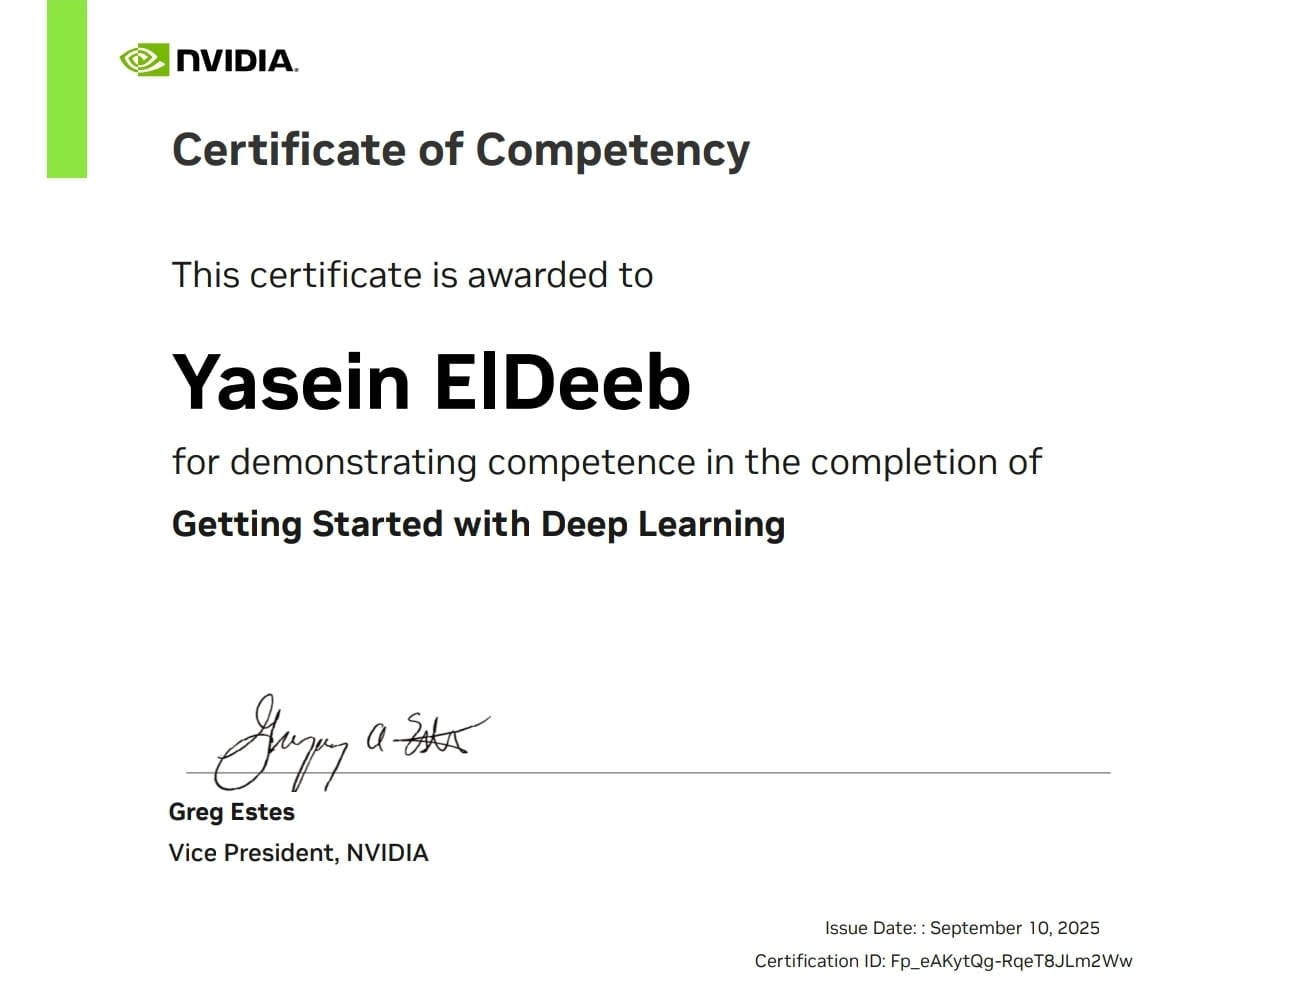 NVIDIA.
Certificate of Competency
This certificate is awarded to
Yasein ElDeeb
for demonstrating competence in the completion of
Getting Started with Deep Learning
Gregory A Estes
Greg Estes
Vice President, NVIDIA
Issue Date: : September 10, 2025
Certification ID: Fp_eAKytQg-RqeT8JLm2Ww